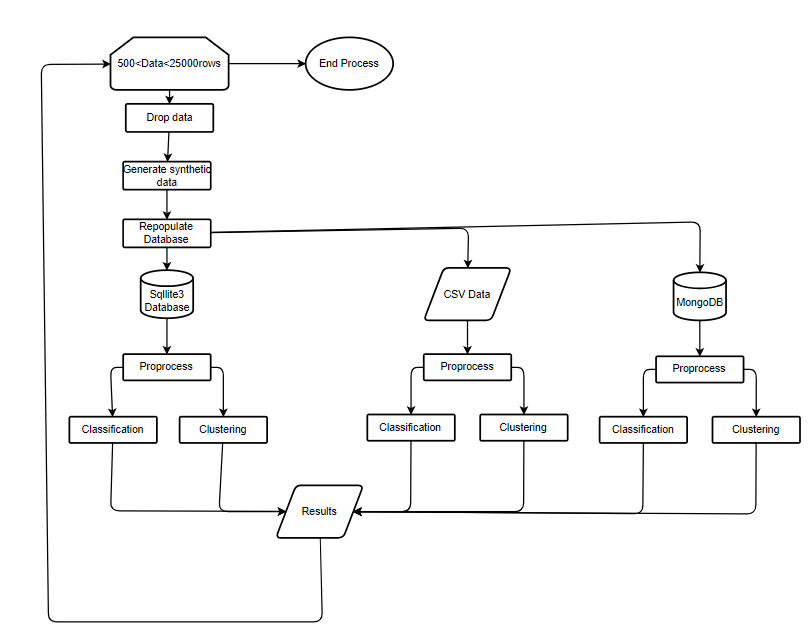 500<Data<25000rows
End Process
Drop data
Generate synthetic
data
Repopulate
Database
Sqllite3
Database
CSV Data
MongoDB
Proprocess
Proprocess
Proprocess
Classification
Clustering
Classification
Clustering
Classification
Clustering
Results